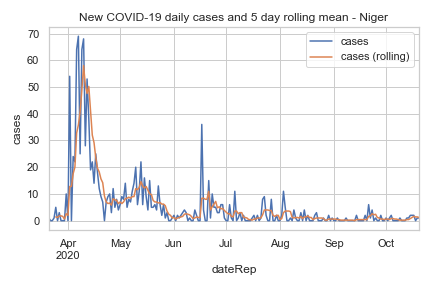 New COVID-19 daily cases and 5 day rolling mean - Niger
cases
cases (rolling)
70
60
50
40
30
20
10
0
cases
Apr May Jun Jul Aug Sep Oct
2020
dateRep